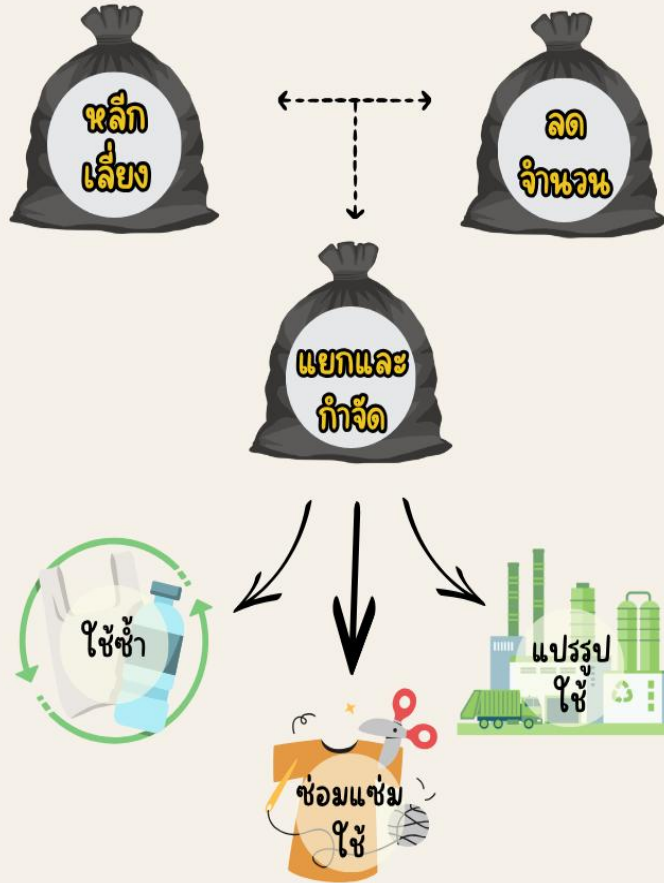 หลีก
เลี่ยง
ลด
จำนวน
แยกและ
กำจัด
ใช้ซ้ำ
แปรรูป
ใช้
ซ่อมแซ่ม
ใช้